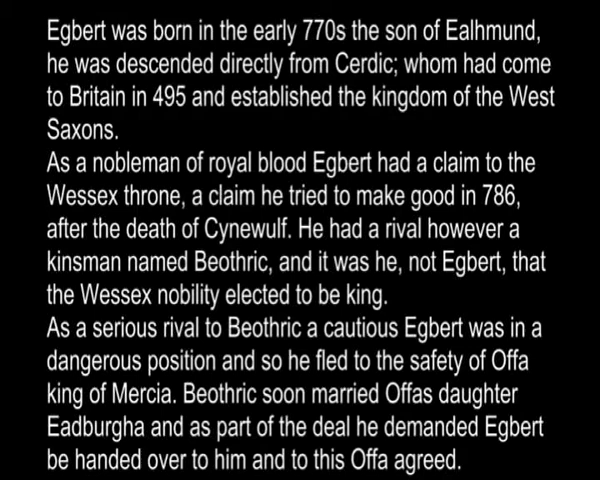 Egbert was born in the early 770s the son of Ealhmund,
he was descended directly from Cerdic; whom had come
to Britain in 495 and established the kingdom of the West
Saxons.
As a nobleman of royal blood Egbert had a claim to the
Wessex throne, a claim he tried to make good in 786,
after the death of Cynewulf. He had a rival however a
kinsman named Beothric, and it was he, not Egbert, that
the Wessex nobility elected to be king.
As a serious rival to Beothric a cautious Egbert was in a
dangerous position and so he fled to the safety of Offa
king of Mercia. Beothric soon married Offas daughter
Eadburgha and as part of the deal he demanded Egbert
be handed over to him and to this Offa agreed.